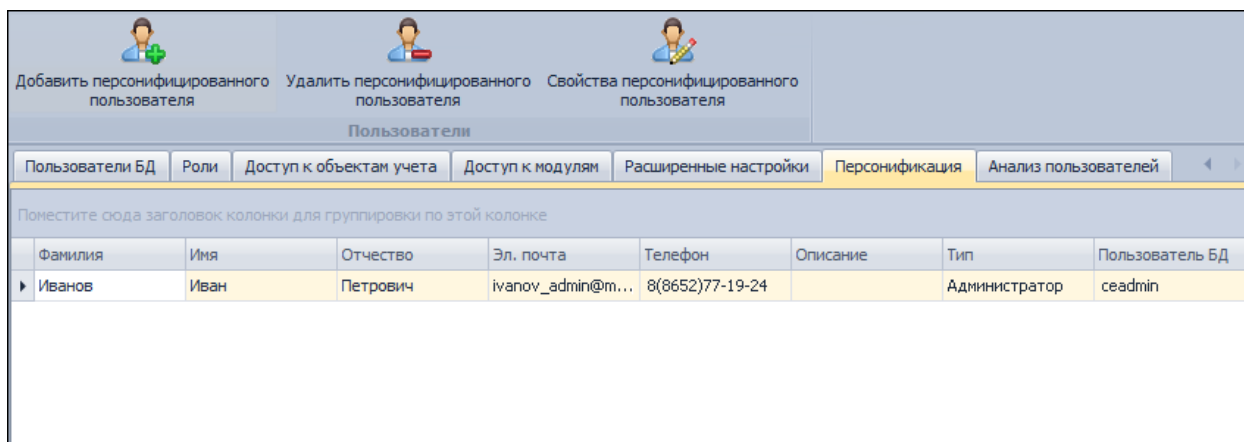 Добавить персонифицированного пользователя
Удалить персонифицированного пользователя
Свойства персонифицированного пользователя
Пользователи
Пользователи БД Роли Доступ к объектам учета Доступ к модулям Расширенные настройки Персонификация Анализ пользователей
Поместите сюда заголовок колонки для группировки по этой колонке
Фамилия Имя Отчество Эл. почта Телефон Описание Тип Пользователь БД
Иванов Иван Петрович ivanov_admin@m... 8(8652)77-19-24 Администратор ceadmin